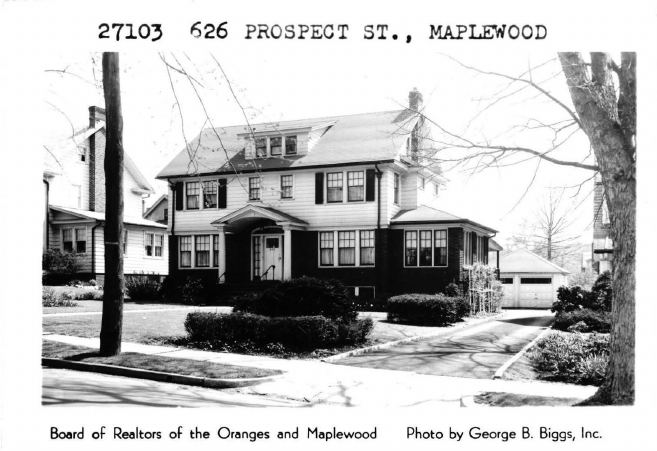 27103 626 PROSPECT ST., MAPLEWOOD
Board of Realtors of the Oranges and Maplewood Photo by George B. Biggs, Inc.